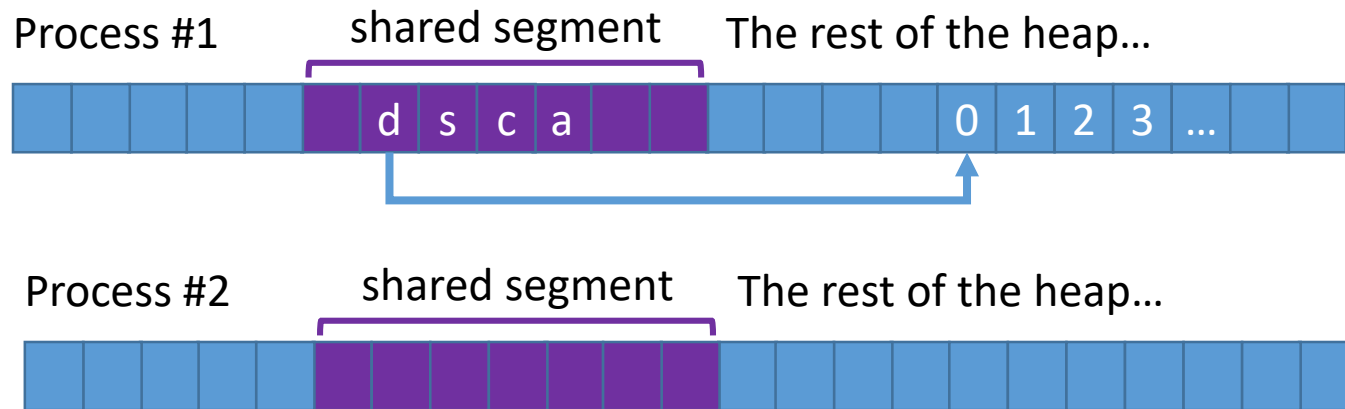 Process #1 shared segment The rest of the heap…
d s c a 0 1 2 3 …
Process #2 shared segment The rest of the heap…